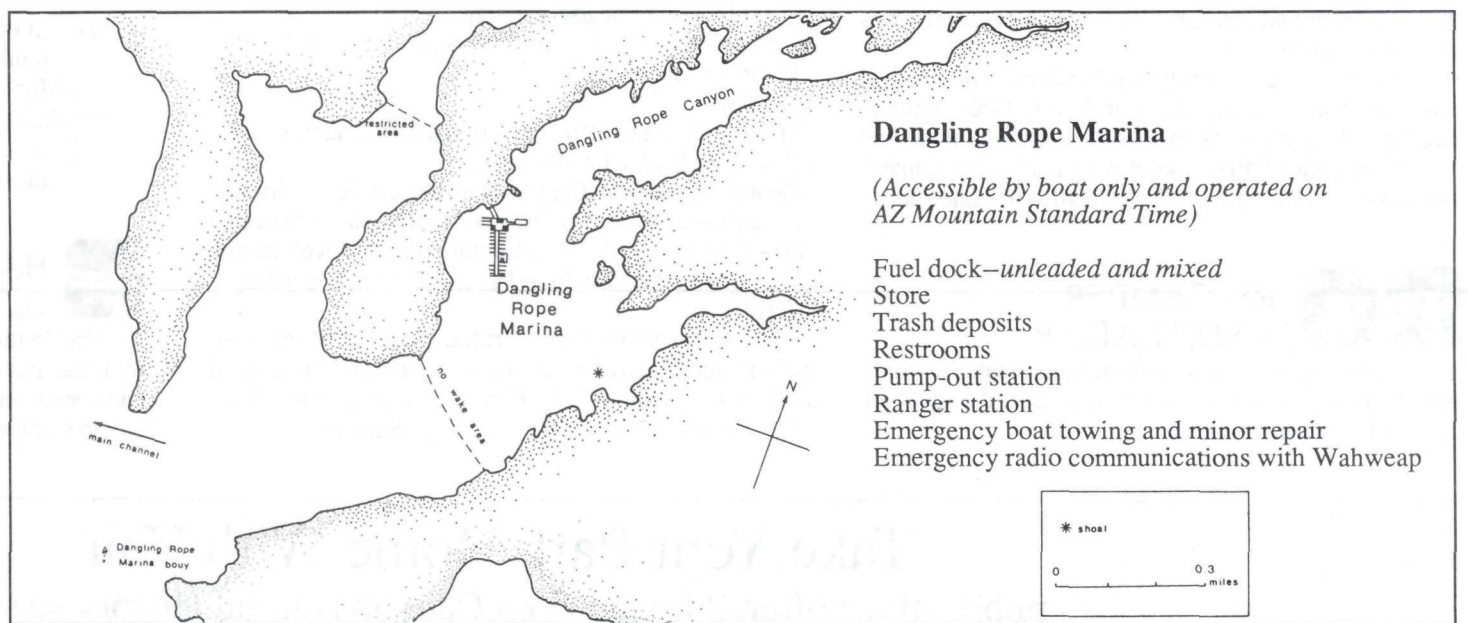 restricted
area
Dangling Rope Canyon
Dangling
Rope
Marina
no wake area
main channel
Dangling Rope
Marina bouy
N
Dangling Rope Marina
(Accessible by boat only and operated on
AZ Mountain Standard Time)
Fuel dock–unleaded and mixed
Store
Trash deposits
Restrooms
Pump-out station
Ranger station
Emergency boat towing and minor repair
Emergency radio communications with Wahweap
* shoal
0 0.3
miles